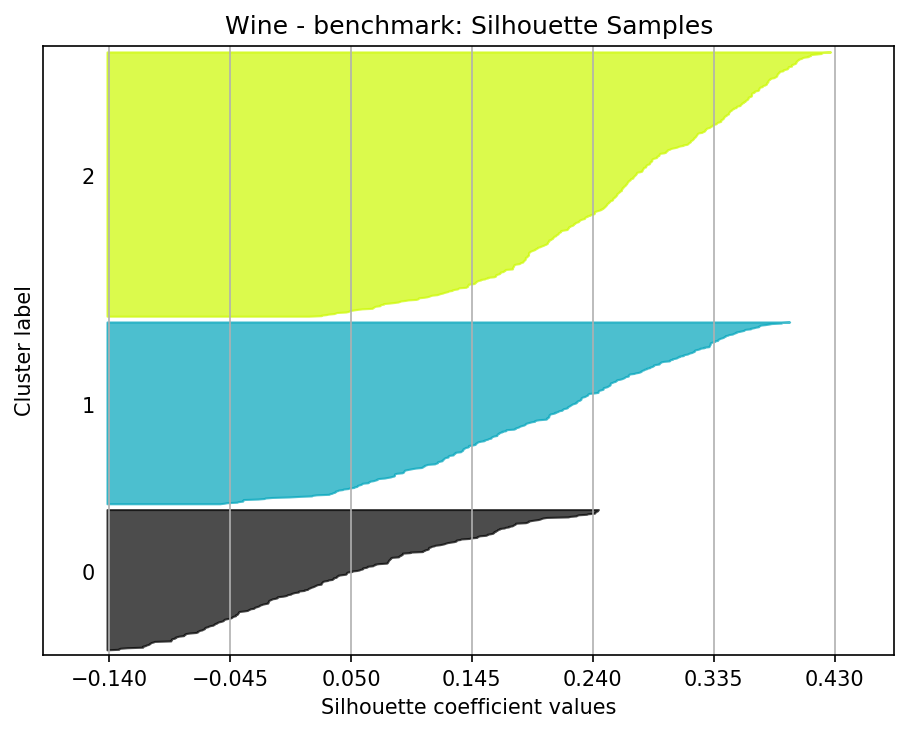 Wine - benchmark: Silhouette Samples
2
1
0
Cluster label
−0.140 −0.045 0.050 0.145 0.240 0.335 0.430
Silhouette coefficient values